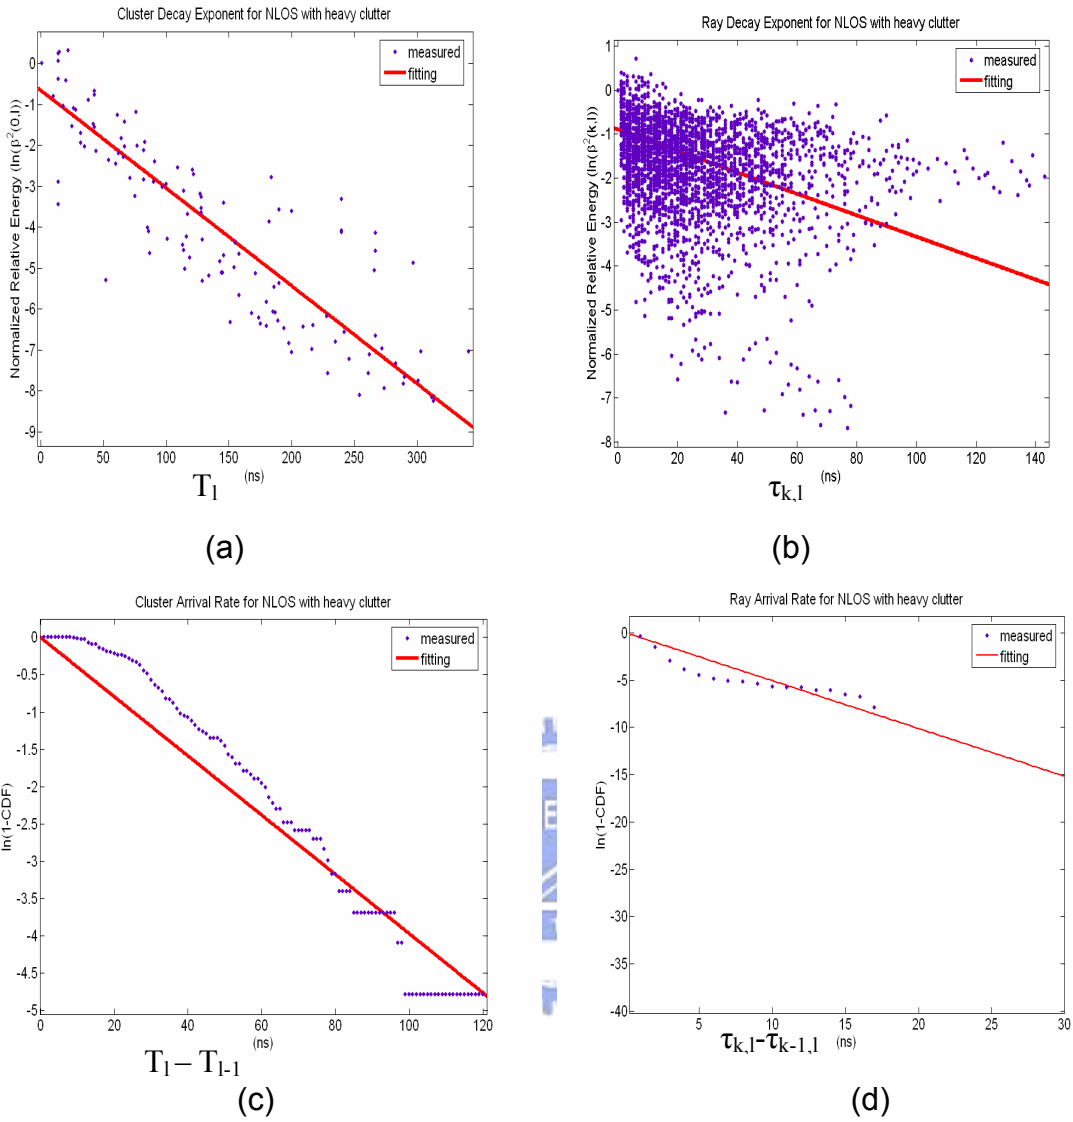 Cluster Decay Exponent for NLOS with heavy clutter
measured
fitting
Normalized Relative Energy (ln(β²(0,l))
0
-1
-2
-3
-4
-5
-6
-7
-8
-9
0 50 100 150 200 250 300
(ns)
T_l
(a)
Ray Decay Exponent for NLOS with heavy clutter
measured
fitting
Normalized Relative Energy (ln(β²(k,l))
1
0
-1
-2
-3
-4
-5
-6
-7
-8
0 20 40 60 80 100 120 140
(ns)
τ_k,l
(b)
Cluster Arrival Rate for NLOS with heavy clutter
measured
fitting
ln(1-CDF)
0
-0.5
-1
-1.5
-2
-2.5
-3
-3.5
-4
-4.5
-5
0 20 40 60 80 100 120
(ns)
T_l – T_l-1
(c)
E
Ray Arrival Rate for NLOS with heavy clutter
measured
fitting
ln(1-CDF)
0
-5
-10
-15
-20
-25
-30
-35
-40
5 10 15 20 25 30
τ_k,l-τ_k-1,l (ns)
(d)